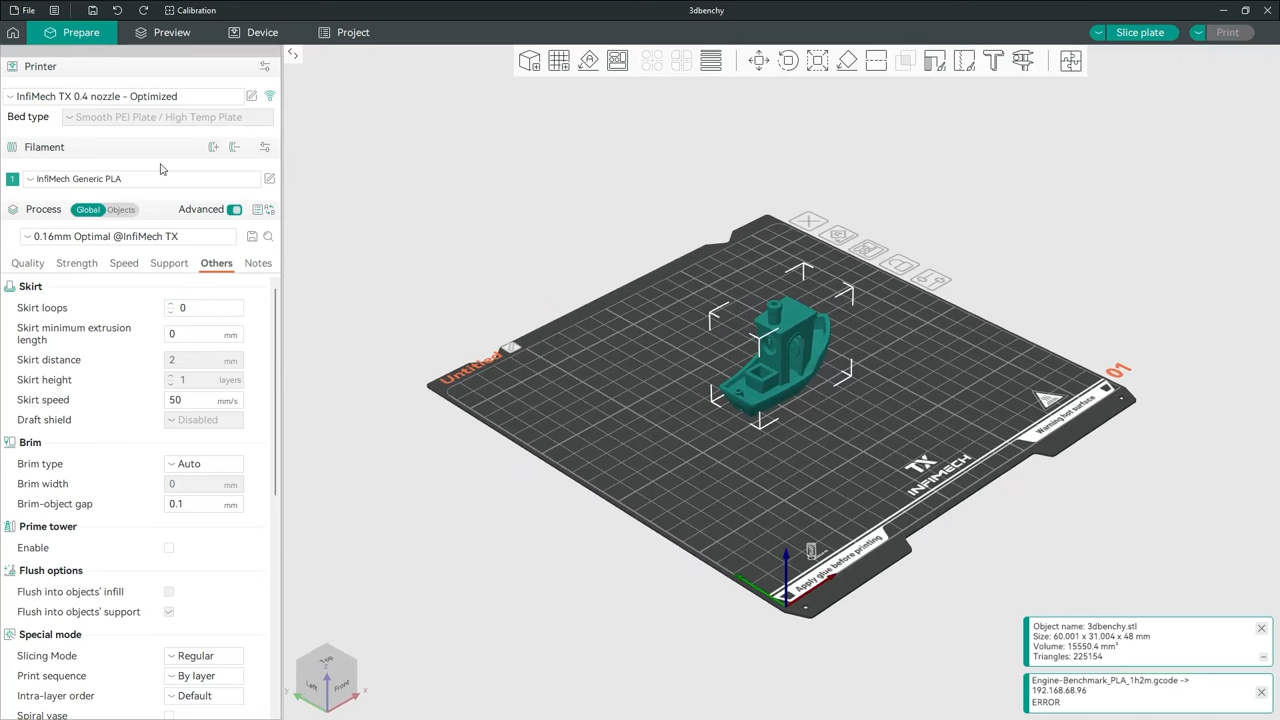 File
Calibration
3dbenchy
Prepare
Preview
Device
Project
Slice plate
Print
Printer
InfiMech TX 0.4 nozzle - Optimized
Bed type
Smooth PEI Plate / High Temp Plate
Filament
1
InfiMech Generic PLA
Process
Global
Objects
Advanced
0.16mm Optimal @InfiMech TX
Quality
Strength
Speed
Support
Others
Notes
Skirt
Skirt loops
0
Skirt minimum extrusion
length
0
mm
Skirt distance
2
mm
Skirt height
1
layers
Skirt speed
50
mm/s
Draft shield
Disabled
Brim
Brim type
Auto
Brim width
0
mm
Brim-object gap
0.1
mm
Prime tower
Enable
Flush options
Flush into objects' infill
Flush into objects' support
Special mode
Slicing Mode
Regular
Print sequence
By layer
Intra-layer order
Default
Spiral vase
Untitled
01
Warning hot surface
TX
INFIMECH
Apply glue before printing
Top
Left
Front
Z
Y
X
Object name: 3dbenchy.stl
Size: 60.001 x 31.004 x 48 mm
Volume: 15550.4 mm³
Triangles: 225154
Engine-Benchmark_PLA_1h2m.gcode ->
192.168.68.96
ERROR